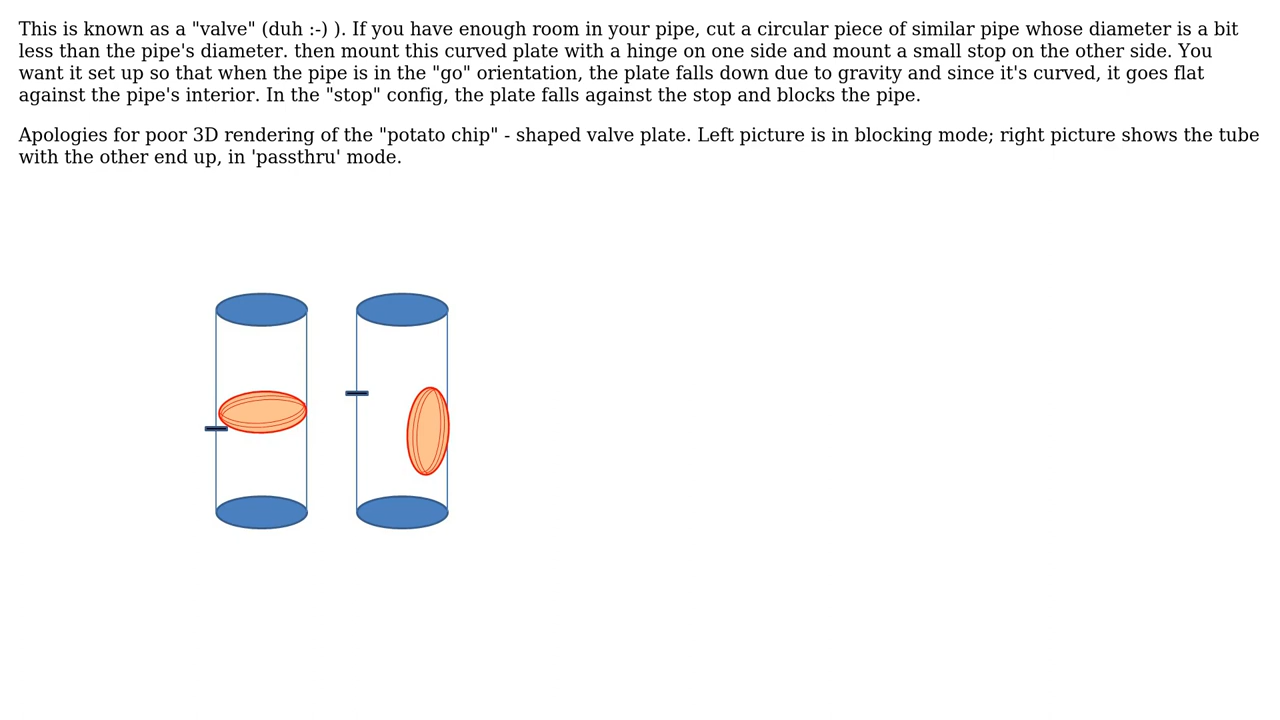 This is known as a "valve" (duh :-) ). If you have enough room in your pipe, cut a circular piece of similar pipe whose diameter is a bit
less than the pipe's diameter. then mount this curved plate with a hinge on one side and mount a small stop on the other side. You
want it set up so that when the pipe is in the "go" orientation, the plate falls down due to gravity and since it's curved, it goes flat
against the pipe's interior. In the "stop" config, the plate falls against the stop and blocks the pipe.
Apologies for poor 3D rendering of the "potato chip" - shaped valve plate. Left picture is in blocking mode; right picture shows the tube
with the other end up, in 'passthru' mode.